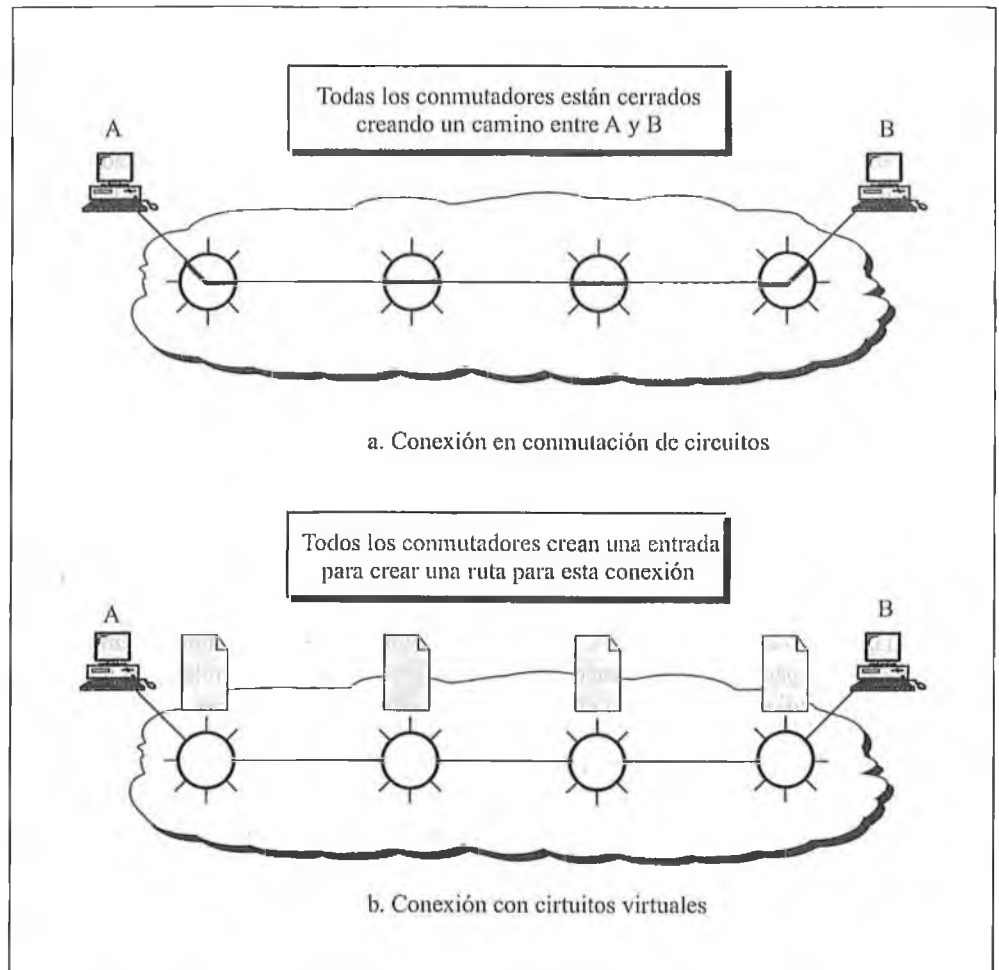 Todas los conmutadores están cerrados
creando un camino entre A y B
A
B
a. Conexión en conmutación de circuitos
Todos los conmutadores crean una entrada
para crear una ruta para esta conexión
A
B
b. Conexión con cirtuitos virtuales